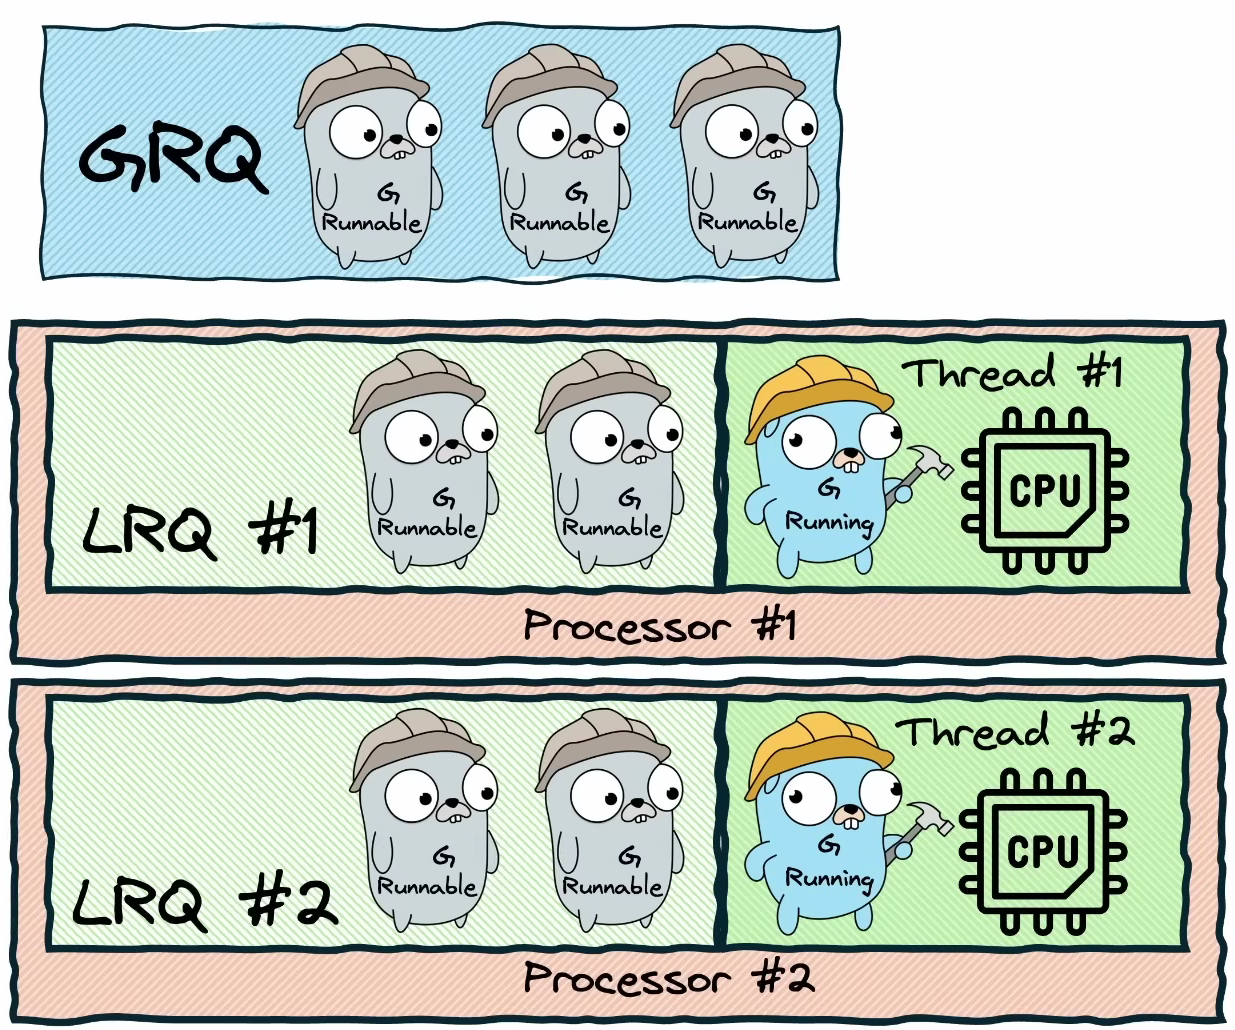 GRQ
G
Runnable
G
Runnable
G
Runnable
Thread #1
LRQ #1
G
Runnable
G
Runnable
G
Running
CPU
Processor #1
Thread #2
LRQ #2
G
Runnable
G
Runnable
G
Running
CPU
Processor #2